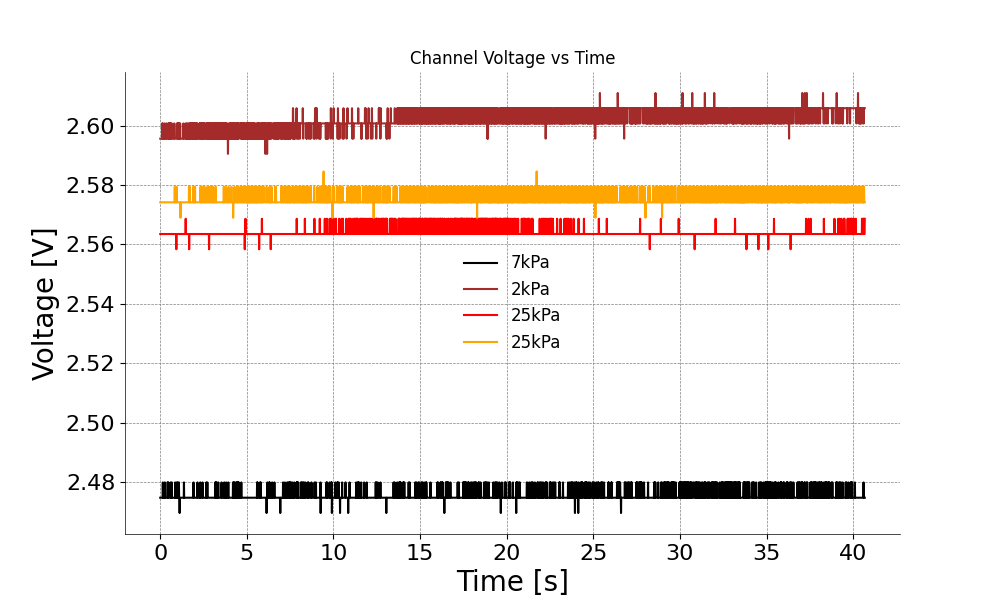 Channel Voltage vs Time
Voltage [V]
2.60
2.58
2.56
2.54
2.52
2.50
2.48
7kPa
2kPa
25kPa
25kPa
0 5 10 15 20 25 30 35 40
Time [s]